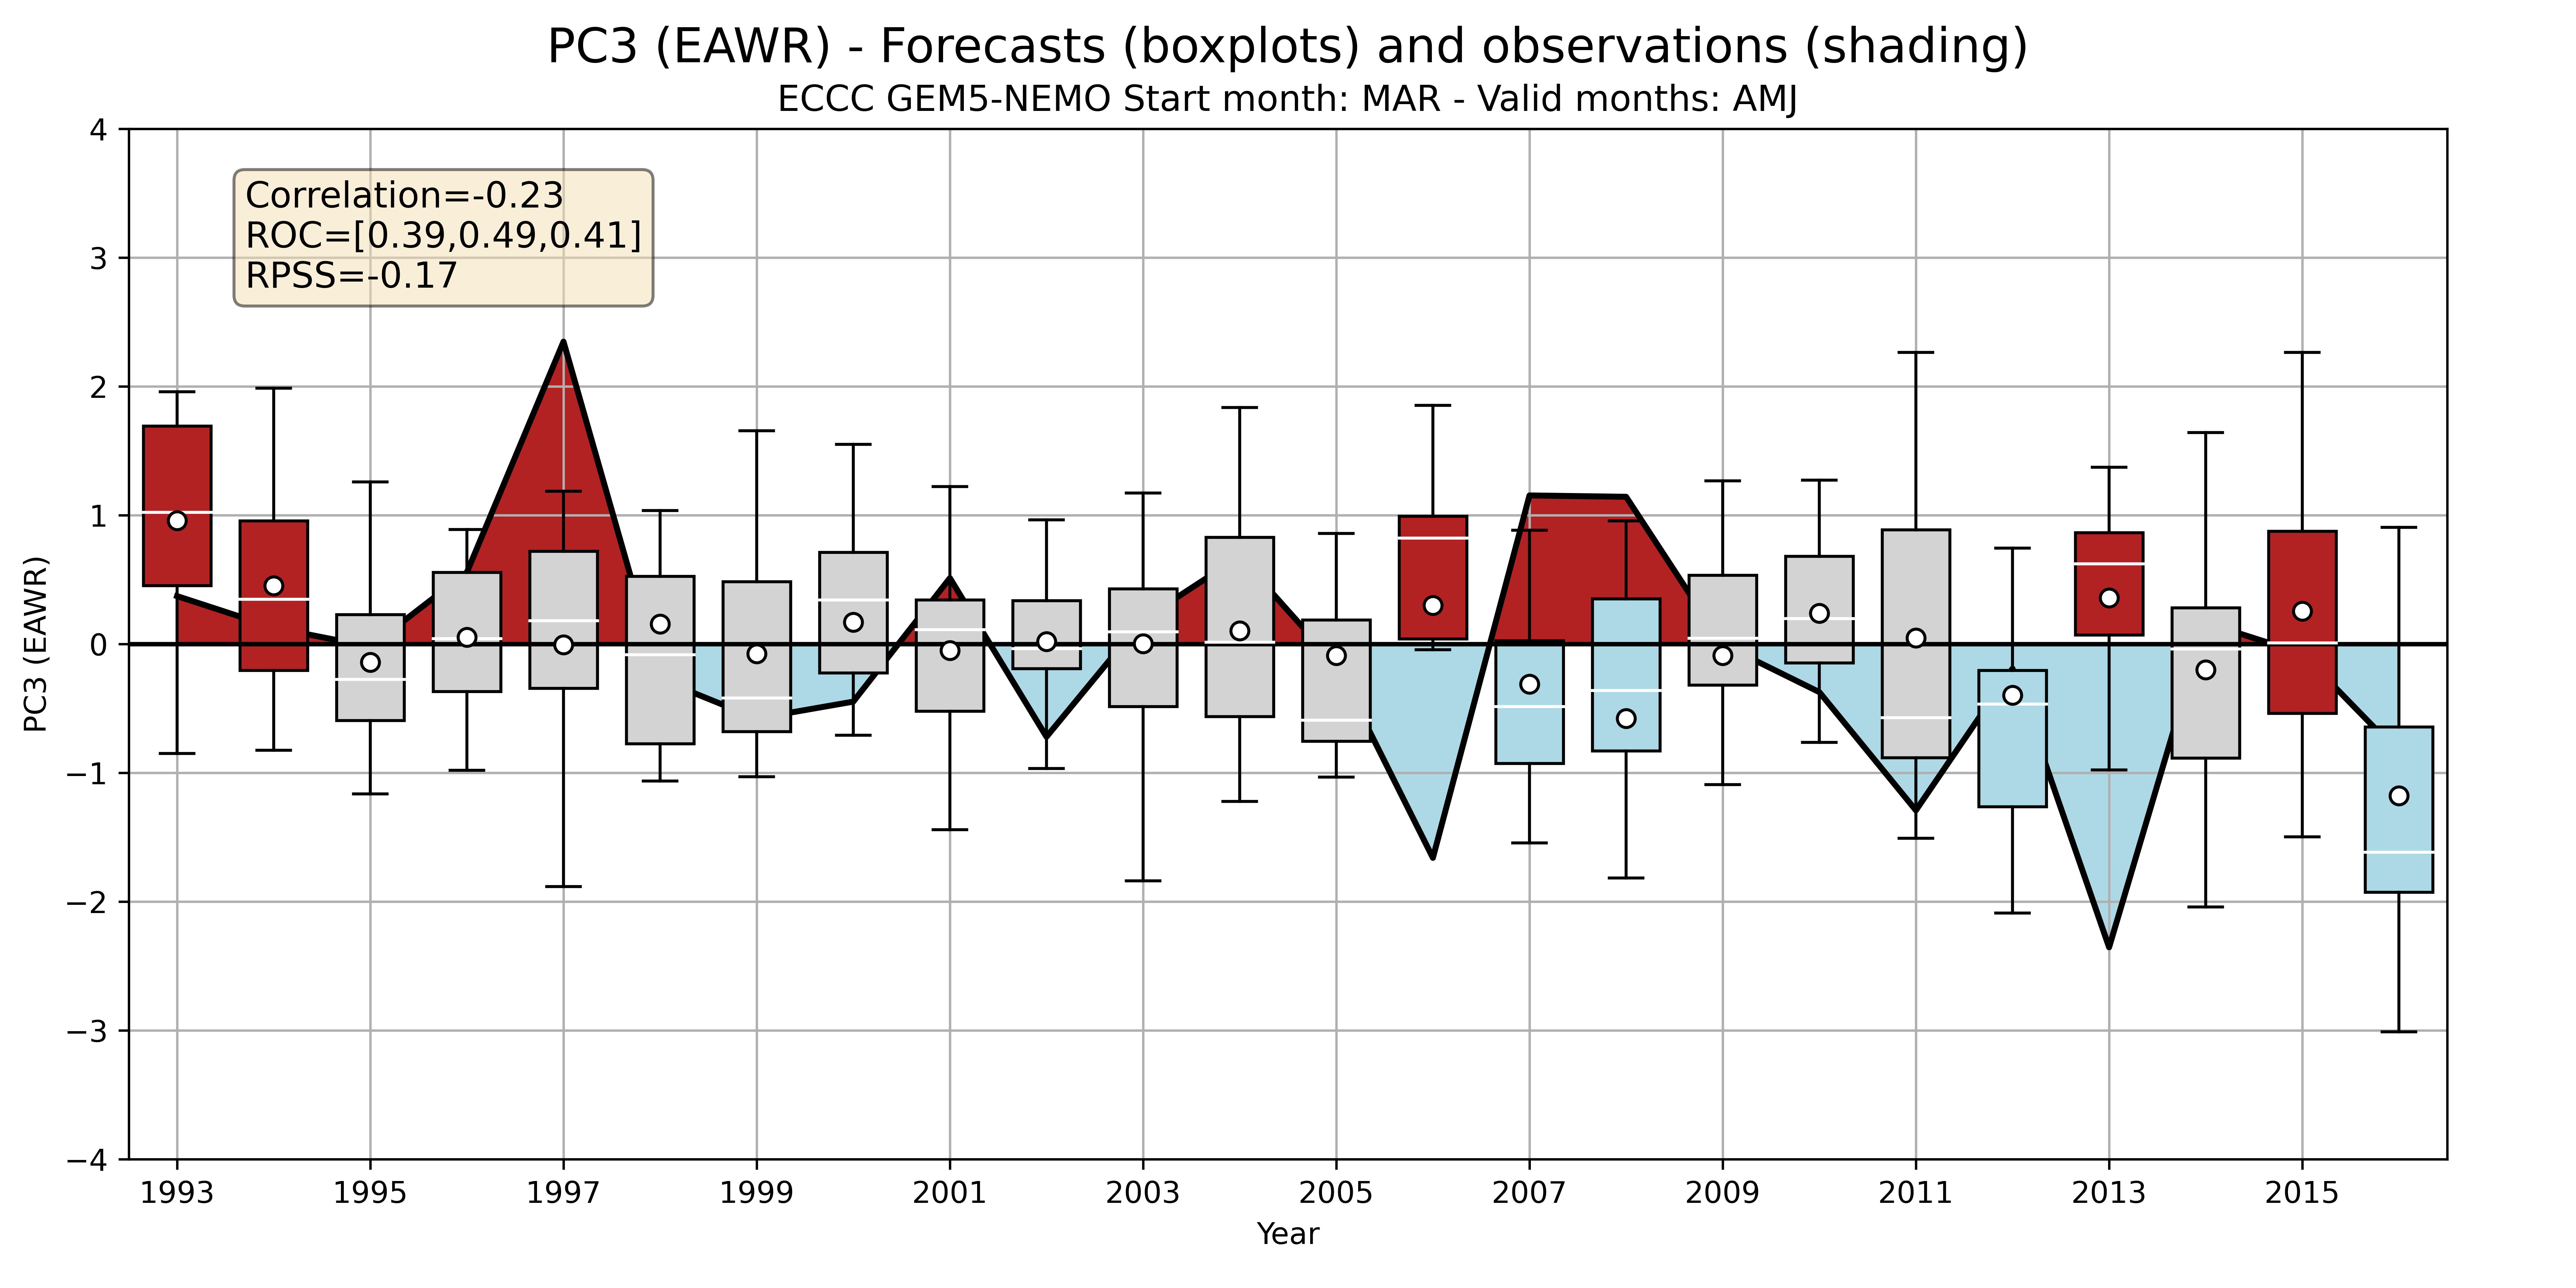 PC3 (EAWR) - Forecasts (boxplots) and observations (shading)
ECCC GEM5-NEMO Start month: MAR - Valid months: AMJ
Correlation=-0.23
ROC=[0.39,0.49,0.41]
RPSS=-0.17
PC3 (EAWR)
4
3
2
1
0
−1
−2
−3
−4
1993 1995 1997 1999 2001 2003 2005 2007 2009 2011 2013 2015
Year